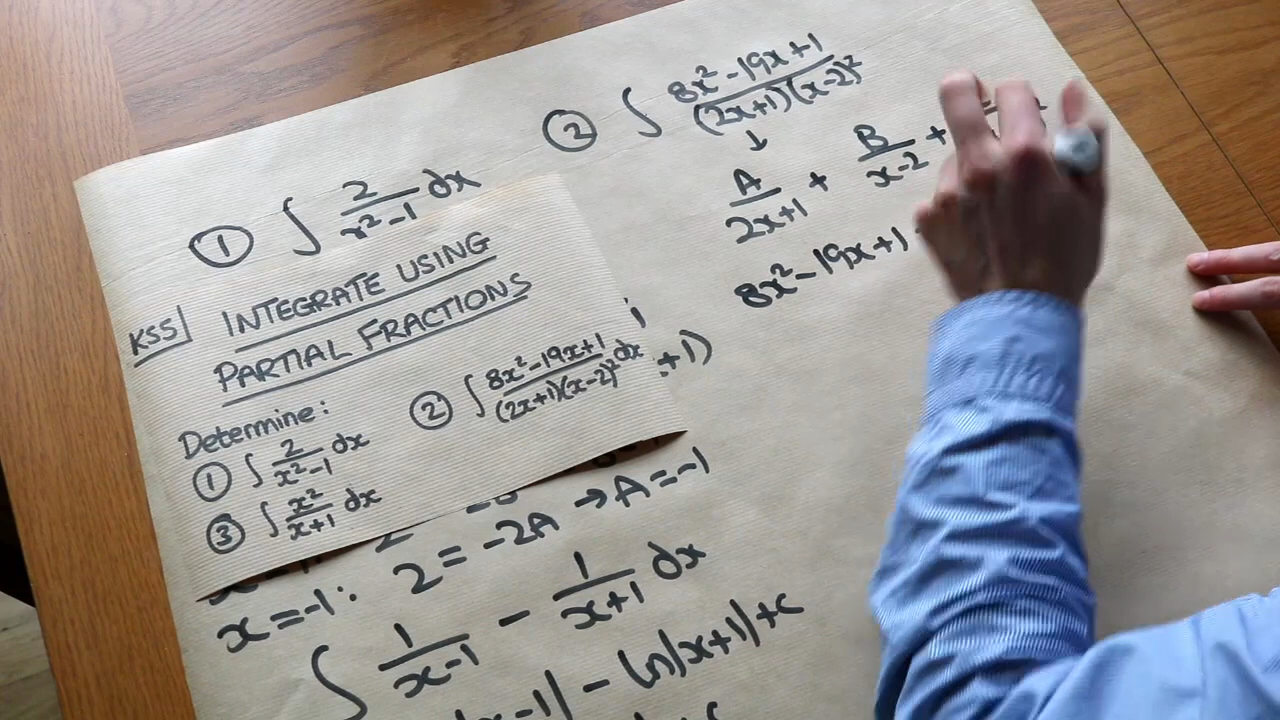 ① ∫ 2/(x²-1) dx
KS5 INTEGRATE USING
PARTIAL FRACTIONS
Determine:
① ∫ 2/(x²-1) dx
② ∫ (8x²-19x+1)/((2x+1)(x-2)²) dx
③ ∫ x²/(x+1) dx
+1)
2 = -2A → A=-1
x=-1:
∫ 1/(x-1) - 1/(x+1) dx
x-1| - ln|x+1|+c
② ∫ (8x²-19x+1)/((2x+1)(x-2)²)
↓
A/(2x+1) + B/(x-2) +
8x²-19x+1